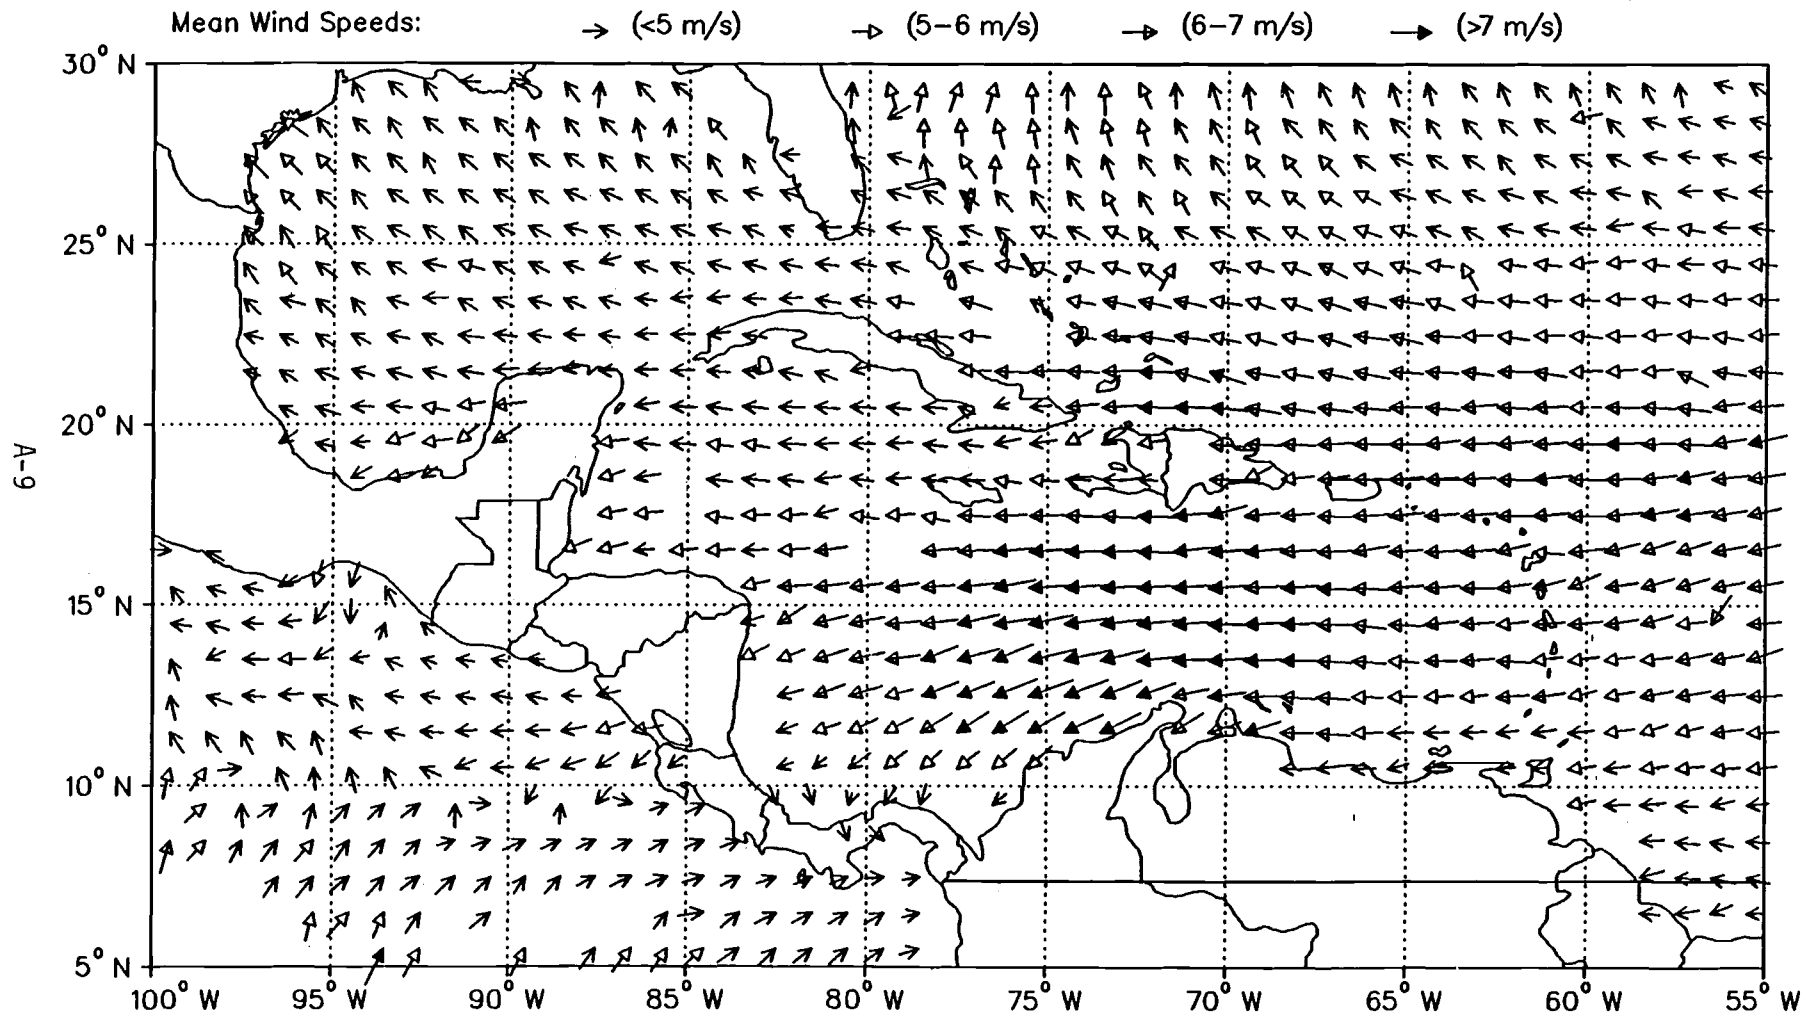 Mean Wind Speeds: (<5 m/s) (5-6 m/s) (6-7 m/s) (>7 m/s)
30° N
25° N
20° N
15° N
10° N
5° N
100° W 95° W 90° W 85° W 80° W 75° W 70° W 65° W 60° W 55° W
A-9